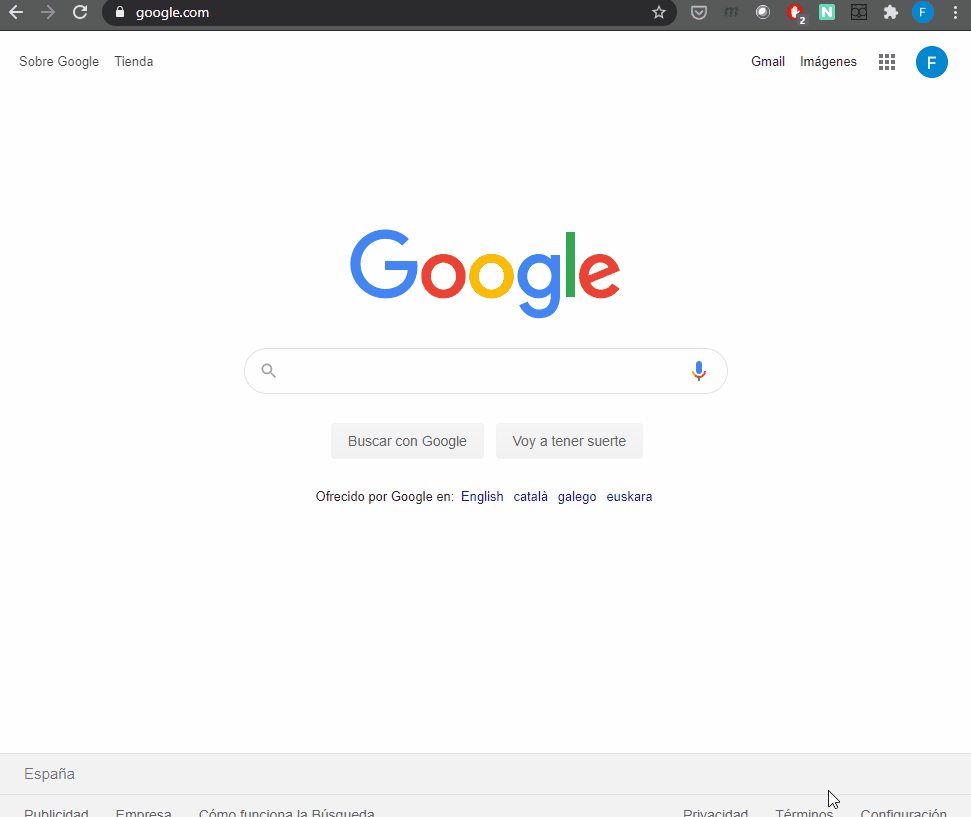 google.com
2
F
Sobre Google Tienda
Gmail Imágenes
F
Google
Buscar con Google Voy a tener suerte
Ofrecido por Google en: English català galego euskara
España
Publicidad Empresa Cómo funciona la Búsqueda Privacidad Términos Configuración